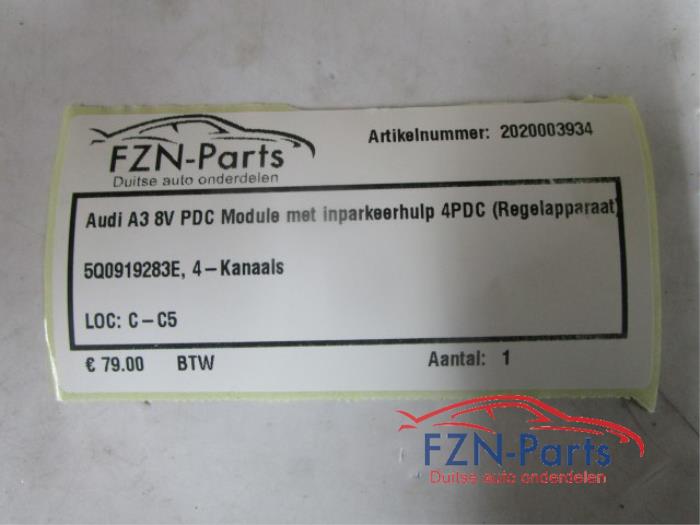 FZN-Parts
Duitse auto onderdelen
Artikelnummer: 2020003934
Audi A3 8V PDC Module met inparkeerhulp 4PDC (Regelapparaat)
5Q0919283E, 4-Kanaals
LOC: C-C5
€ 79.00 BTW Aantal: 1
FZN-Parts
Duitse auto onderdelen